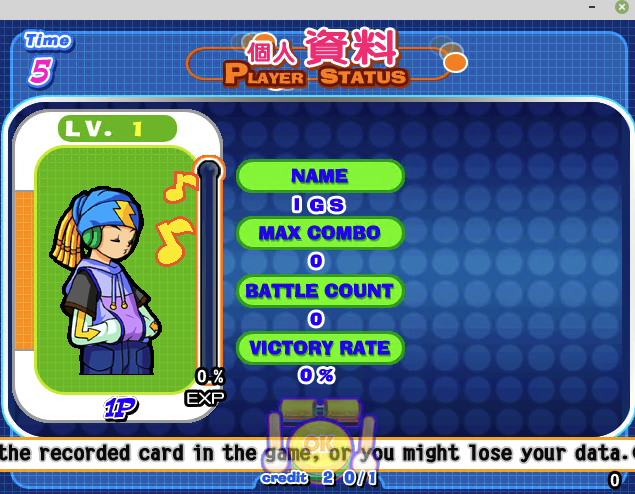 Time
5
個人 資料
PLAYER STATUS
LV. 1
NAME
IGS
MAX COMBO
0
BATTLE COUNT
0
VICTORY RATE
0%
0.%
EXP
1P
OK
the recorded card in the game, or you might lose your data.
credit 2 0/1
0